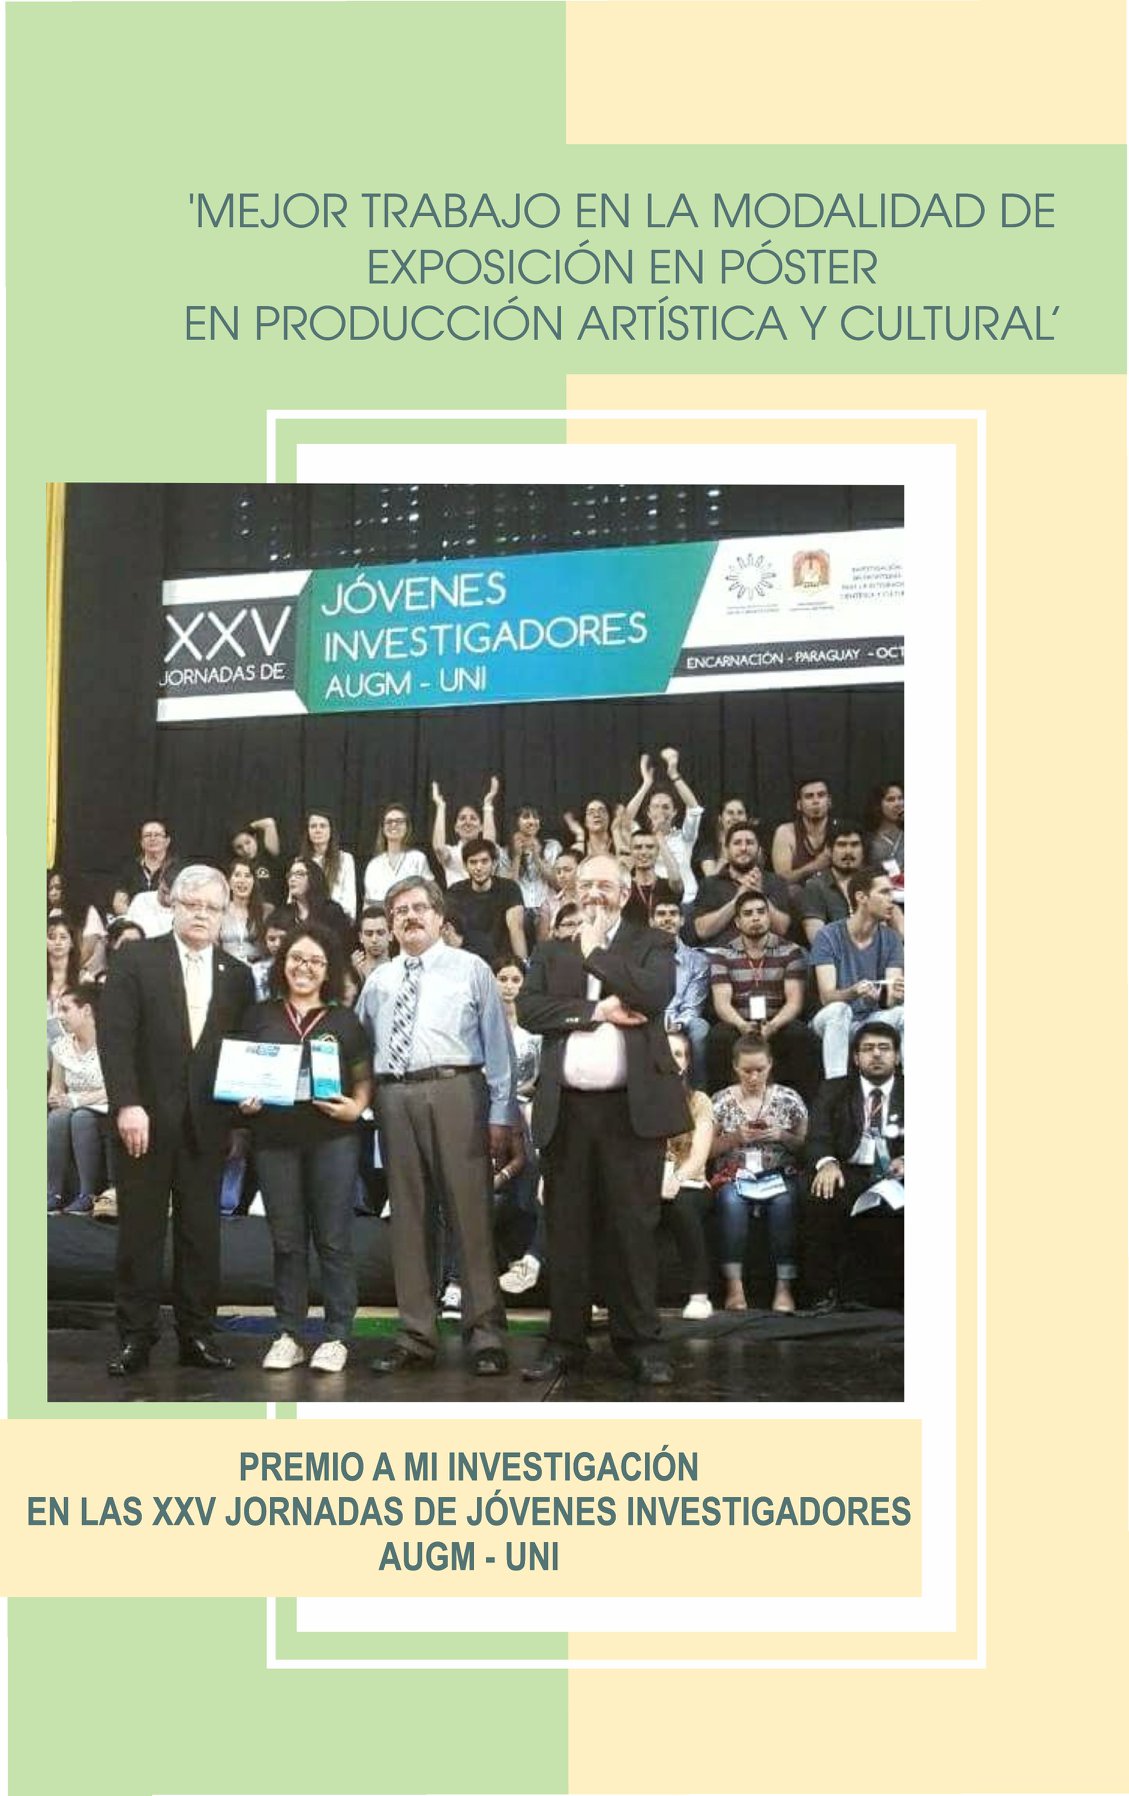 'MEJOR TRABAJO EN LA MODALIDAD DE
EXPOSICIÓN EN PÓSTER
EN PRODUCCIÓN ARTÍSTICA Y CULTURAL‘
XXV
JORNADAS DE
JÓVENES
INVESTIGADORES
AUGM - UNI
ENCARNACIÓN - PARAGUAY - OCT
PREMIO A MI INVESTIGACIÓN
EN LAS XXV JORNADAS DE JÓVENES INVESTIGADORES
AUGM - UNI